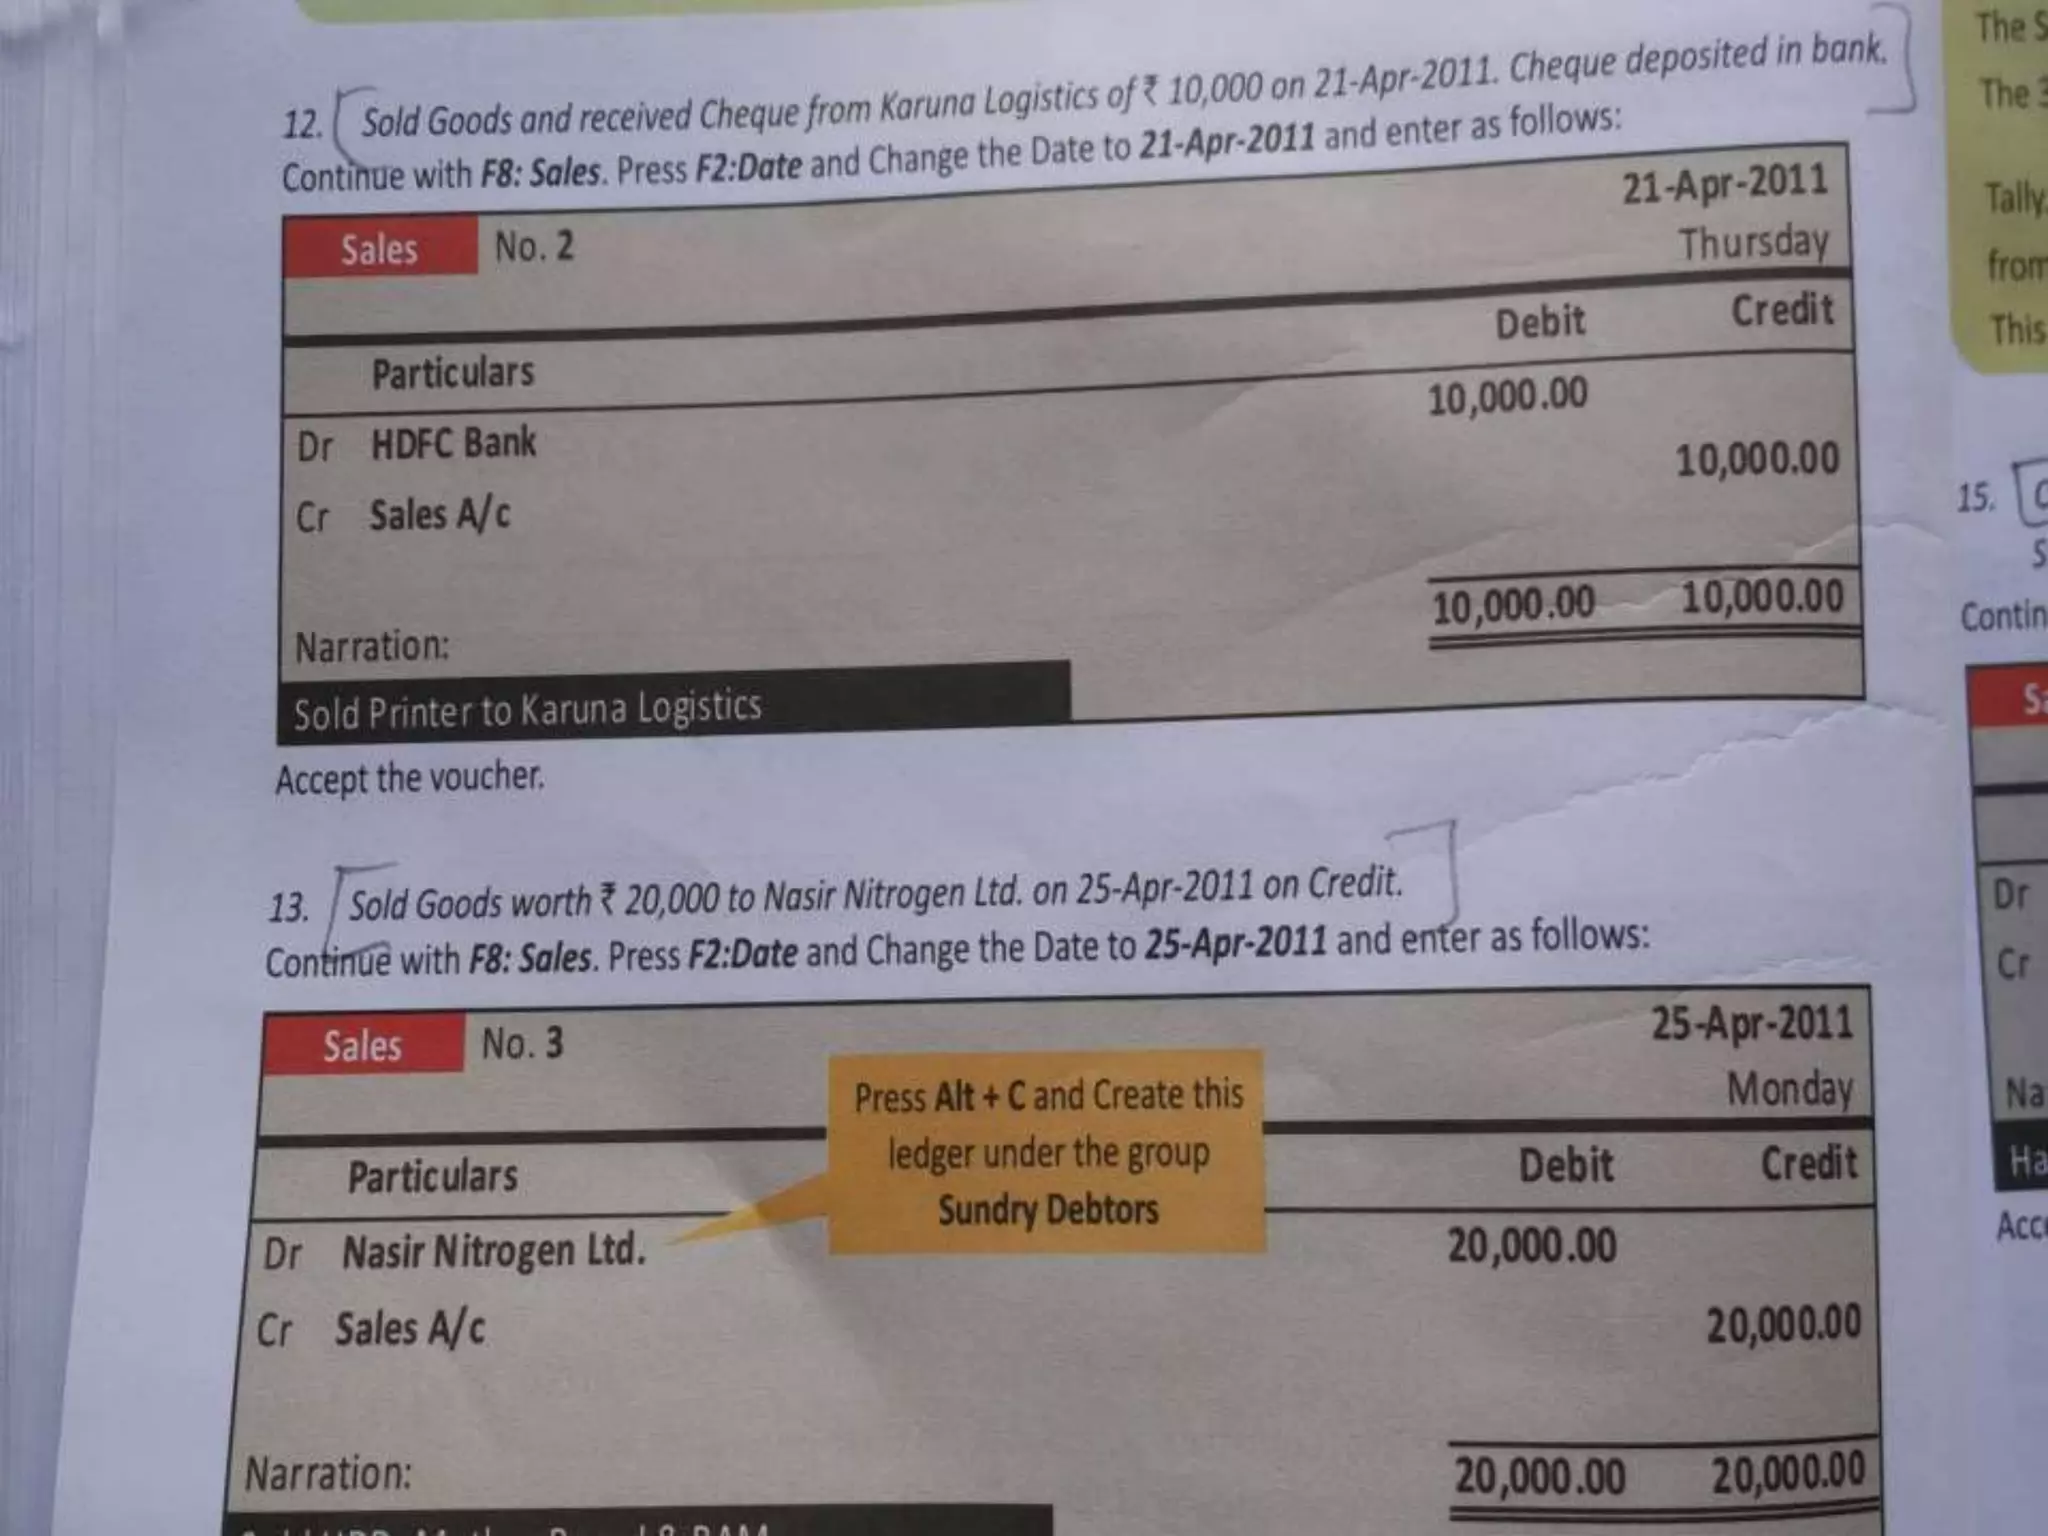 12. Sold Goods and received Cheque from Karuna Logistics of ₹ 10,000 on 21-Apr-2011. Cheque deposited in bank.
Continue with F8: Sales. Press F2:Date and Change the Date to 21-Apr-2011 and enter as follows:
Sales No. 2 21-Apr-2011
Thursday
Particulars Debit Credit
Dr HDFC Bank 10,000.00
Cr Sales A/c 10,000.00
10,000.00 10,000.00
Narration:
Sold Printer to Karuna Logistics
Accept the voucher.
13. Sold Goods worth ₹ 20,000 to Nasir Nitrogen Ltd. on 25-Apr-2011 on Credit.
Continue with F8: Sales. Press F2:Date and Change the Date to 25-Apr-2011 and enter as follows:
Sales No. 3 25-Apr-2011
Monday
Press Alt + C and Create this
ledger under the group
Sundry Debtors
Particulars Debit Credit
Dr Nasir Nitrogen Ltd. 20,000.00
Cr Sales A/c 20,000.00
Narration: 20,000.00 20,000.00
The
The
Tally
from
This
15.
Contin
Dr
Cr
Na
Ha
Acc